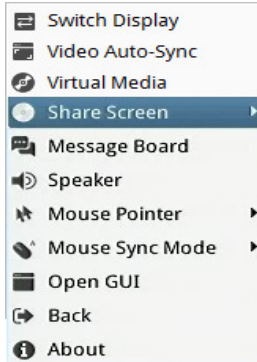 Switch Display
Video Auto-Sync
Virtual Media
Share Screen
Message Board
Speaker
Mouse Pointer
Mouse Sync Mode
Open GUI
Back
About